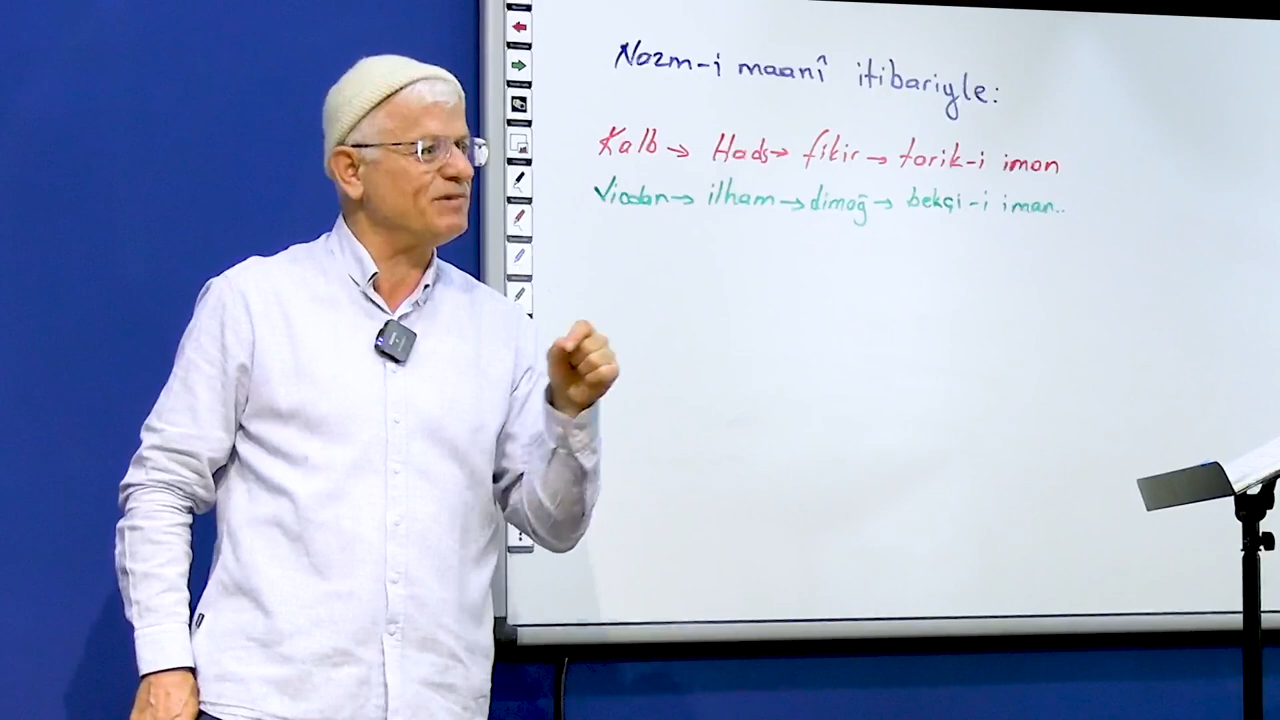 Nazm-i maanî itibariyle:
Kalb → Hads → fikir → tarik-i iman
Vicdan → ilham → dimağ → bekçi-i iman..